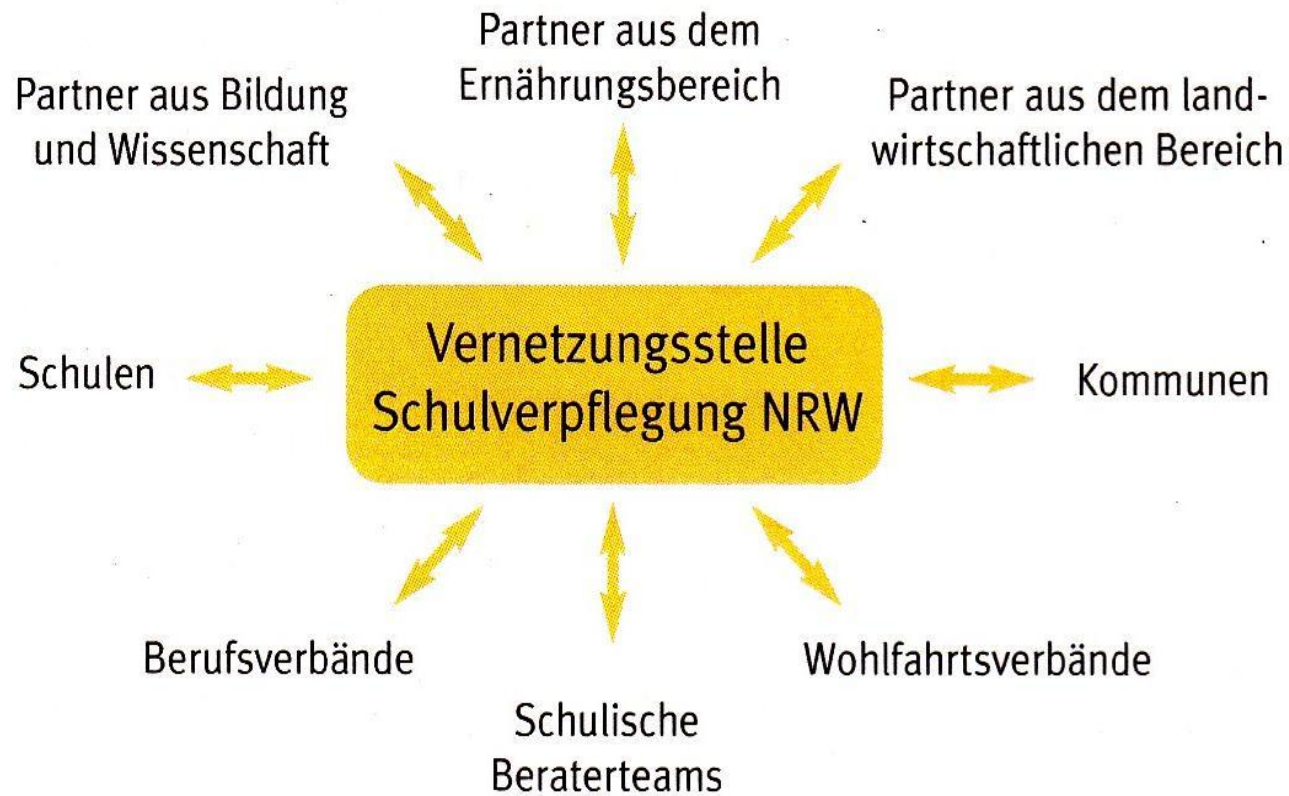 Partner aus dem
Ernährungsbereich
Partner aus Bildung
und Wissenschaft
Partner aus dem land-
wirtschaftlichen Bereich
Vernetzungsstelle
Schulverpflegung NRW
Schulen
Kommunen
Berufsverbände
Wohlfahrtsverbände
Schulische
Beraterteams